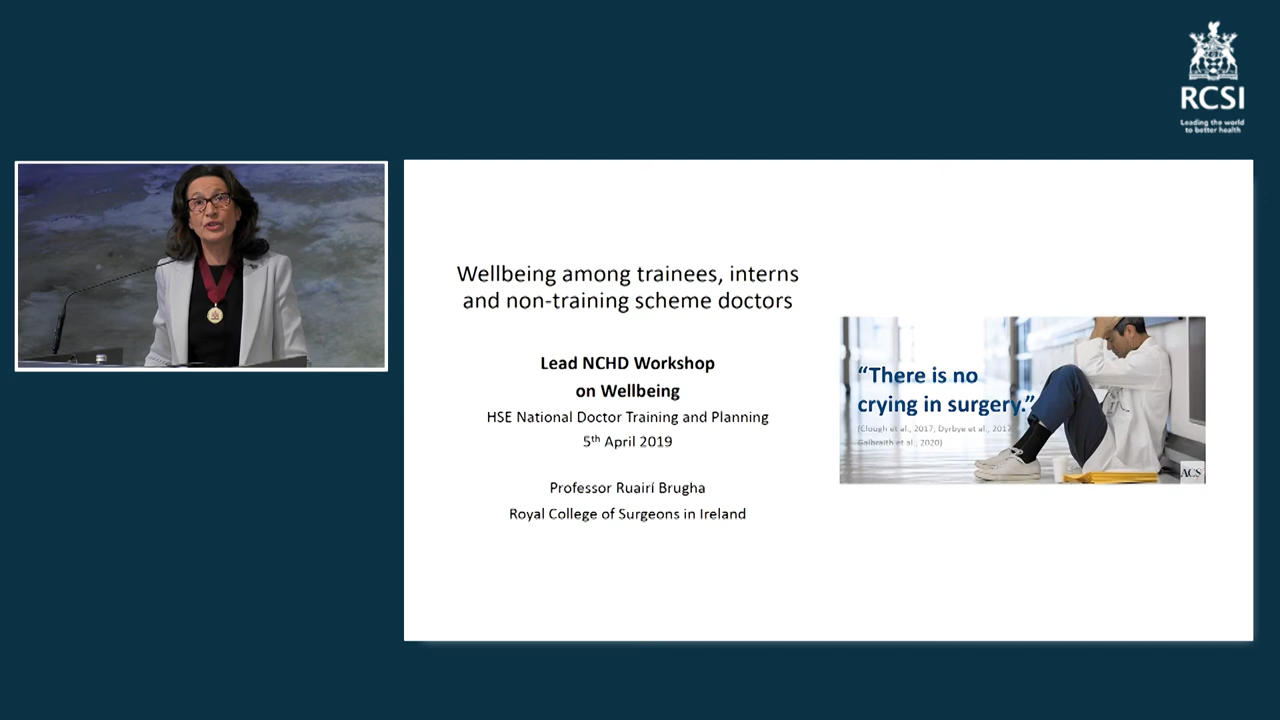 RCSI
Leading the world
to better health
Wellbeing among trainees, interns
and non-training scheme doctors
Lead NCHD Workshop
on Wellbeing
HSE National Doctor Training and Planning
5th April 2019
Professor Ruairí Brugha
Royal College of Surgeons in Ireland
“There is no
crying in surgery.”
(Clough et al., 2017; Dyrbye et al., 2017
Galbraith et al., 2020)
ACS